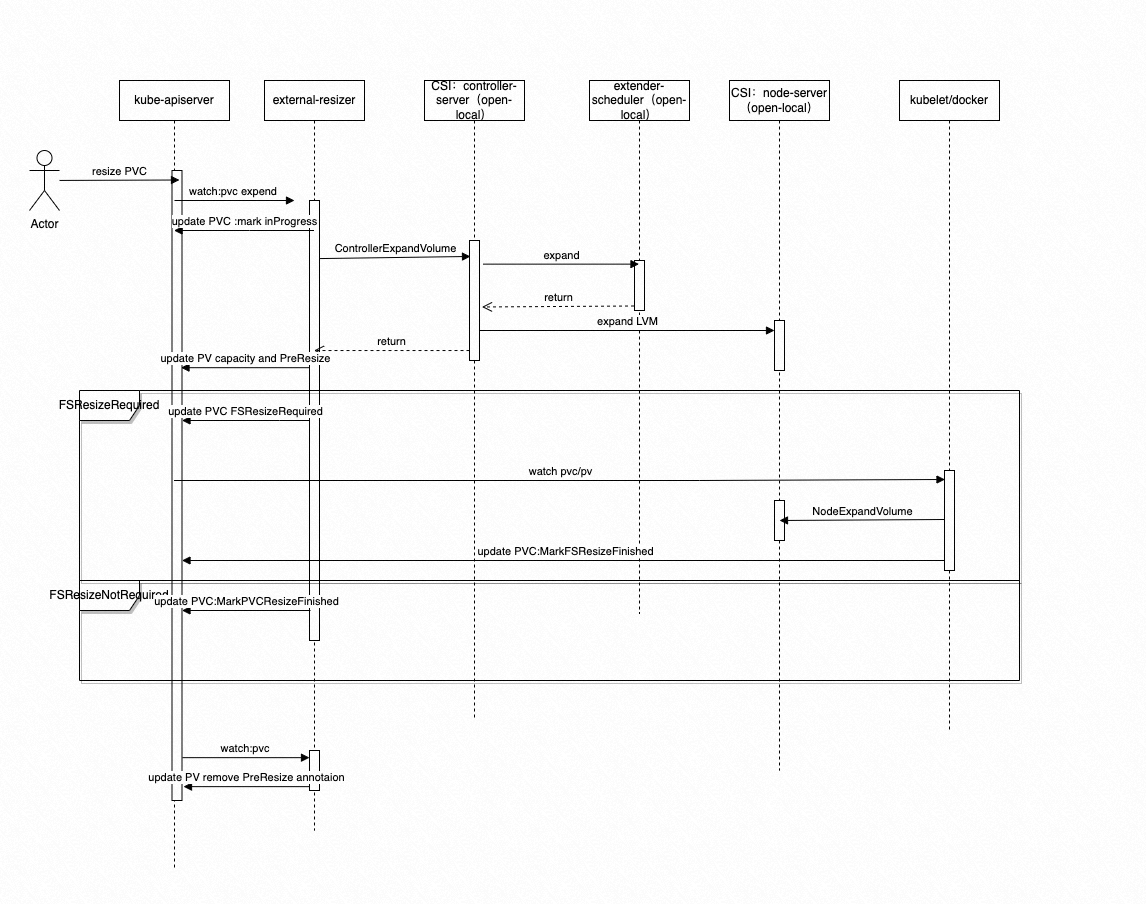 kube-apiserver
external-resizer
CSI：controller-
server（open-
local）
extender-
scheduler（open-
local）
CSI：node-server
（open-local）
kubelet/docker
Actor
resize PVC
watch:pvc expend
update PVC :mark inProgress
ControllerExpandVolume
expand
return
expand LVM
return
update PV capacity and PreResize
FSResizeRequired
update PVC FSResizeRequired
watch pvc/pv
NodeExpandVolume
update PVC:MarkFSResizeFinished
FSResizeNotRequired
update PVC:MarkPVCResizeFinished
watch:pvc
update PV remove PreResize annotaion